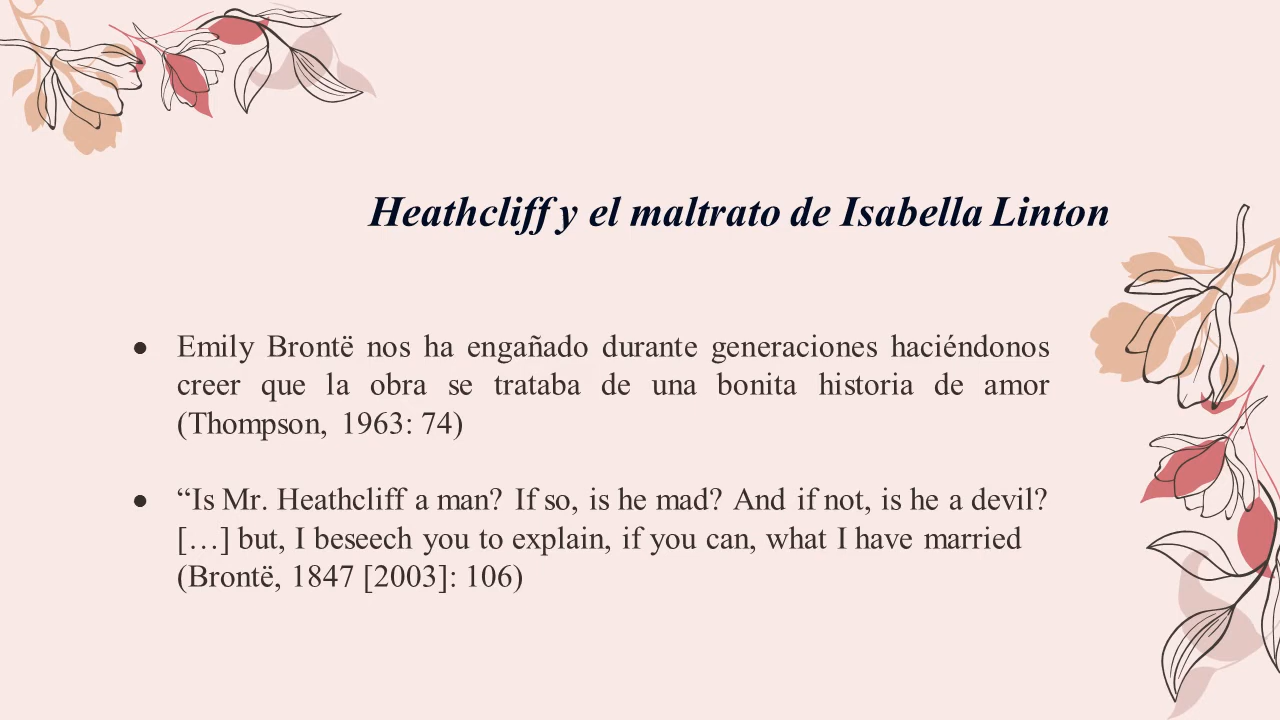 Heathcliff y el maltrato de Isabella Linton
● Emily Brontë nos ha engañado durante generaciones haciéndonos
creer que la obra se trataba de una bonita historia de amor
(Thompson, 1963: 74)
● “Is Mr. Heathcliff a man? If so, is he mad? And if not, is he a devil?
[…] but, I beseech you to explain, if you can, what I have married
(Brontë, 1847 [2003]: 106)